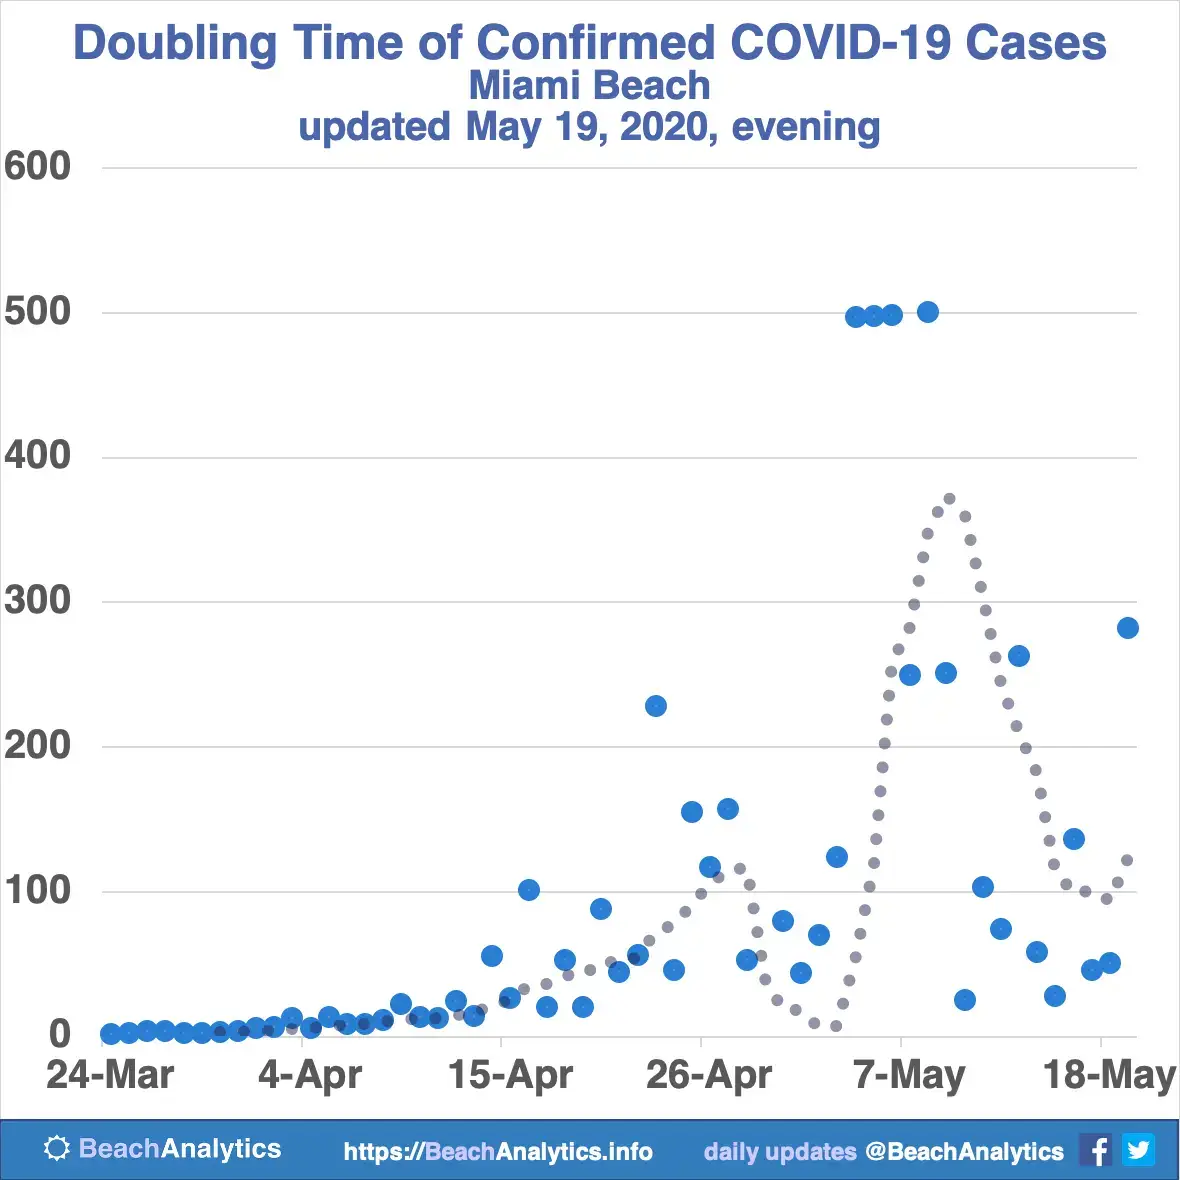 Doubling Time of Confirmed COVID-19 Cases
Miami Beach
updated May 19, 2020, evening
600
500
400
300
200
100
0
24-Mar 4-Apr 15-Apr 26-Apr 7-May 18-May
BeachAnalytics https://BeachAnalytics.info daily updates @BeachAnalytics